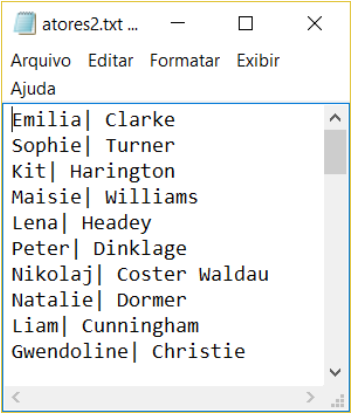 atores2.txt ...
Arquivo Editar Formatar Exibir
Ajuda
Emilia| Clarke
Sophie| Turner
Kit| Harington
Maisie| Williams
Lena| Headey
Peter| Dinklage
Nikolaj| Coster Waldau
Natalie| Dormer
Liam| Cunningham
Gwendoline| Christie